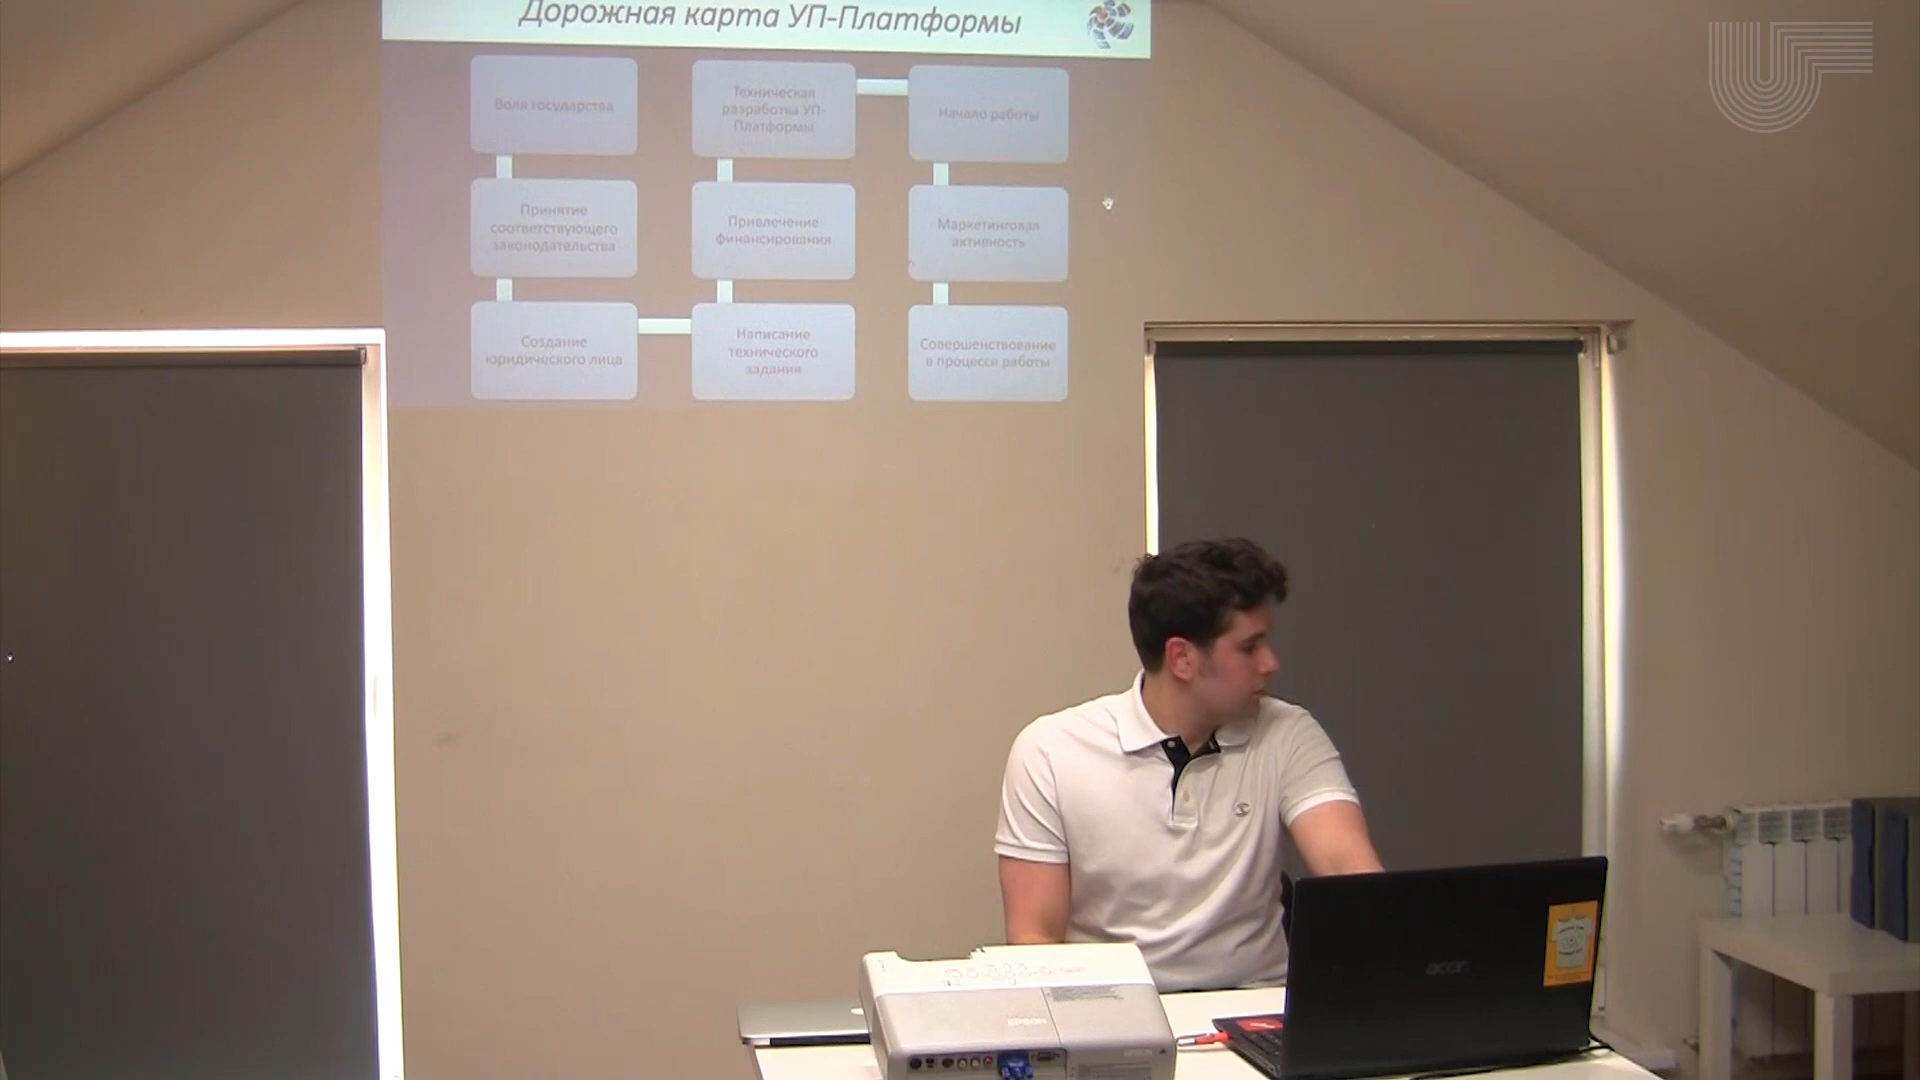 Дорожная карта УП-Платформы
Воля государства
Принятие
соответствующего
законодательства
Создание
юридического лица
Написание
технического
задания
Привлечение
финансирования
Техническая
разработка УП-
Платформы
Начало работы
Маркетинговая
активность
Совершенствование
в процессе работы
EPSON
acer